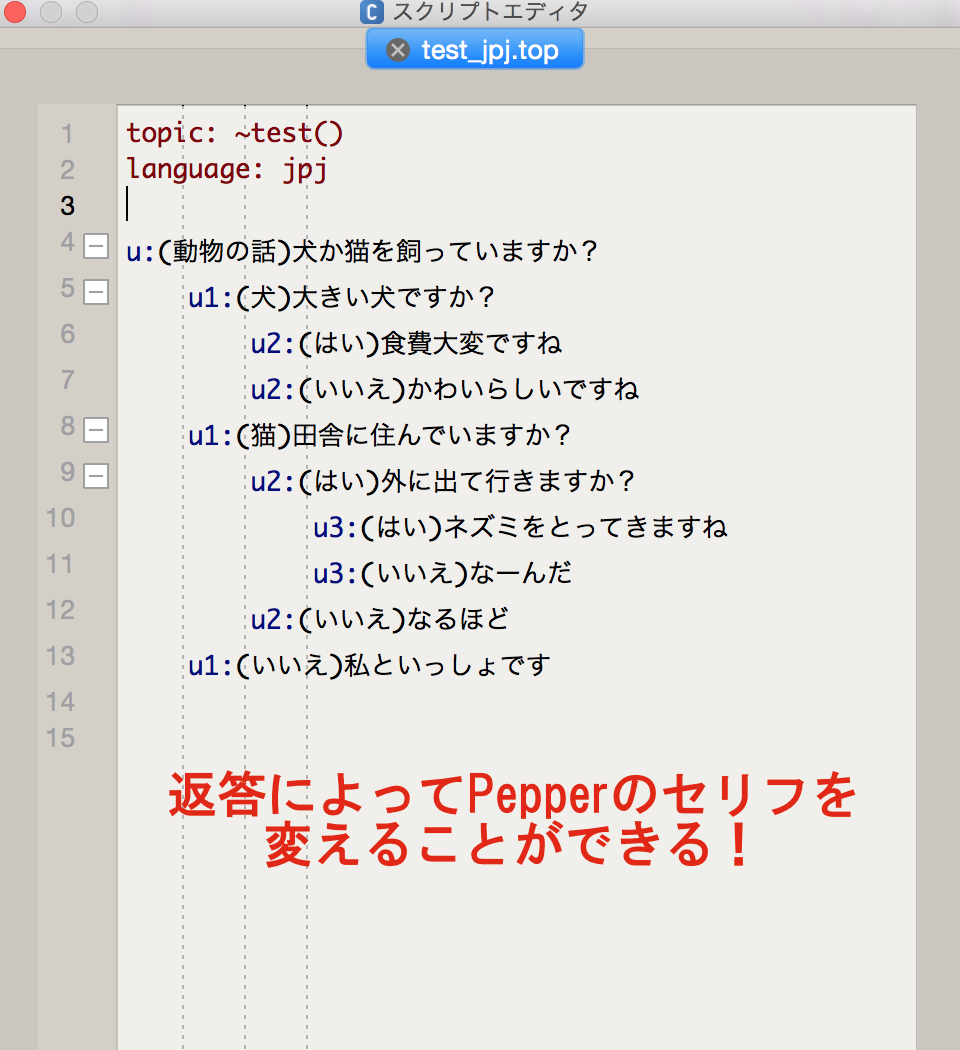 C スクリプトエディタ
test_jpj.top
1 topic: ~test()
2 language: jpj
3
4 u:(動物の話)犬か猫を飼っていますか？
5 u1:(犬)大きい犬ですか？
6 u2:(はい)食費大変ですね
7 u2:(いいえ)かわいらしいですね
8 u1:(猫)田舎に住んでいますか？
9 u2:(はい)外に出て行きますか？
10 u3:(はい)ネズミをとってきますね
11 u3:(いいえ)なーんだ
12 u2:(いいえ)なるほど
13 u1:(いいえ)私といっしょです
14
15
返答によってPepperのセリフを
変えることができる！